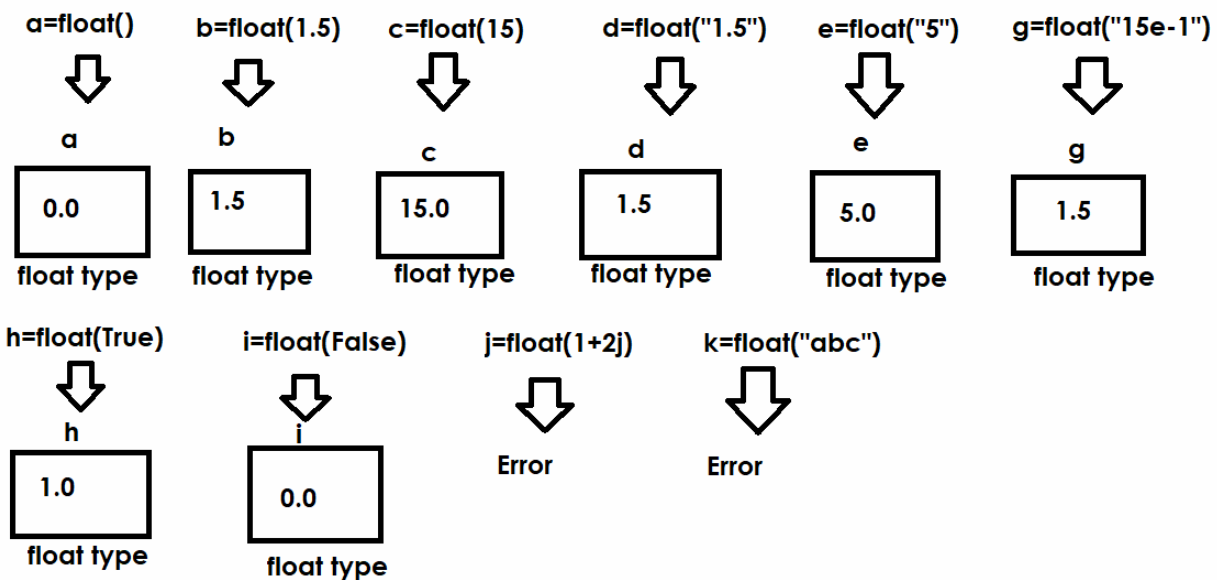 a=float() b=float(1.5) c=float(15) d=float("1.5") e=float("5") g=float("15e-1")
a b c d e g
0.0 1.5 15.0 1.5 5.0 1.5
float type float type float type float type float type float type
h=float(True) i=float(False) j=float(1+2j) k=float("abc")
h i
1.0 0.0 Error Error
float type float type